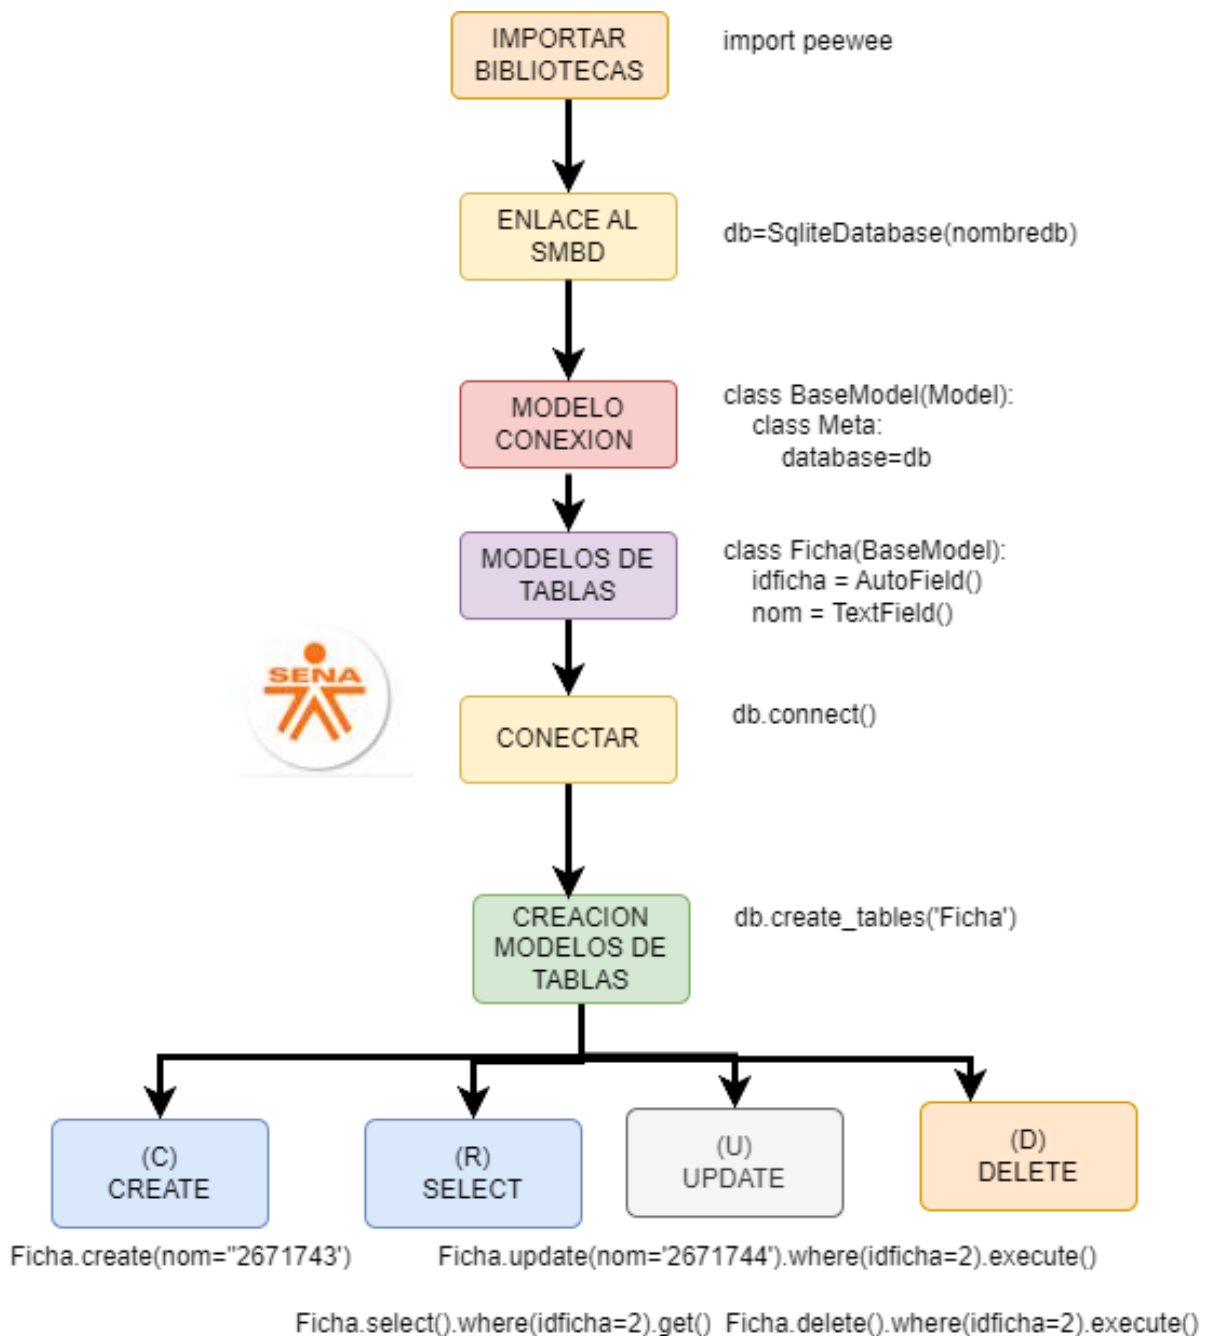 IMPORTAR
BIBLIOTECAS
import peewee
ENLACE AL
SMBD
db=SqliteDatabase(nombredb)
MODELO
CONEXION
class BaseModel(Model):
class Meta:
database=db
MODELOS DE
TABLAS
class Ficha(BaseModel):
idficha = AutoField()
nom = TextField()
SENA
CONECTAR
db.connect()
CREACION
MODELOS DE
TABLAS
db.create_tables('Ficha')
(C)
CREATE
(R)
SELECT
(U)
UPDATE
(D)
DELETE
Ficha.create(nom="2671743')
Ficha.update(nom='2671744').where(idficha=2).execute()
Ficha.select().where(idficha=2).get()
Ficha.delete().where(idficha=2).execute()